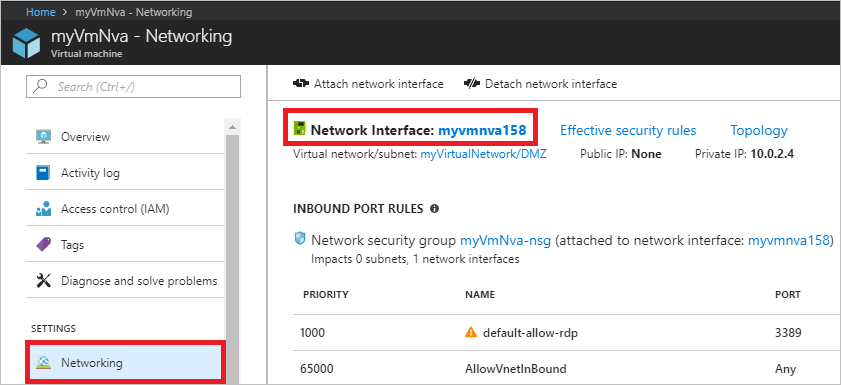 Home > myVmNva - Networking
myVmNva - Networking
Virtual machine
Search (Ctrl+/)
Overview
Activity log
Access control (IAM)
Tags
Diagnose and solve problems
SETTINGS
Networking
Attach network interface Detach network interface
Network Interface: myvmnva158 Effective security rules Topology
Virtual network/subnet: myVirtualNetwork/DMZ Public IP: None Private IP: 10.0.2.4
INBOUND PORT RULES
Network security group myVmNva-nsg (attached to network interface: myvmnva158)
Impacts 0 subnets, 1 network interfaces
PRIORITY NAME PORT
1000 default-allow-rdp 3389
65000 AllowVnetInBound Any